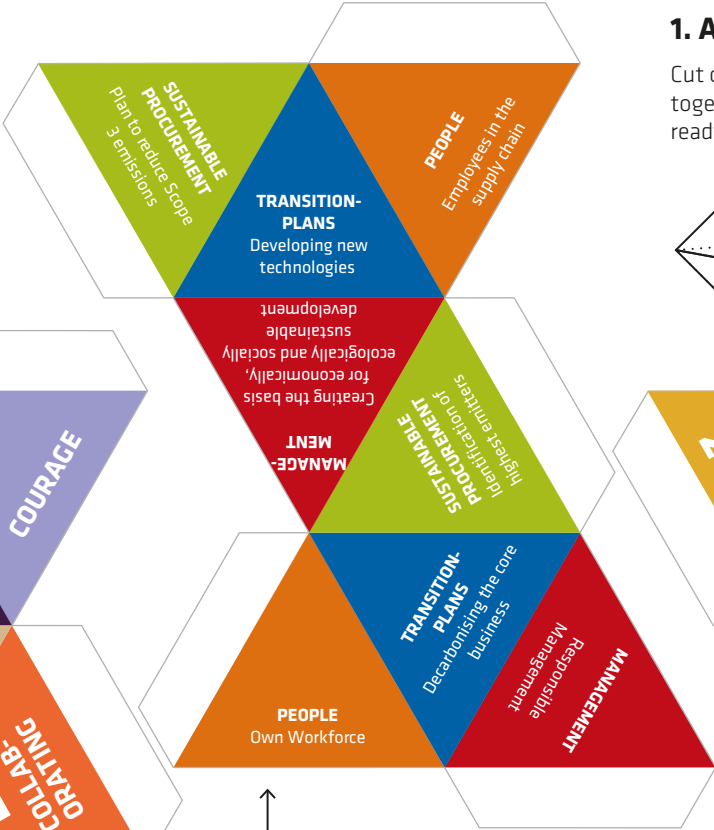 1. A
Cut o
toge
read
SUSTAINABLE
PROCUREMENT
Plan to reduce Scope
3 emissions
TRANSITION-
PLANS
Developing new
technologies
PEOPLE
Employees in the
supply chain
MANAGE-
MENT
Creating the basis
for economically,
ecologically and socially
sustainable
development
SUSTAINABLE
PROCUREMENT
Identification of
highest emitters
COURAGE
TRANSITION-
PLANS
Decarbonising the core
business
MANAGEMENT
Responsible
Management
PEOPLE
Own Workforce
COLLAB-
ORATING